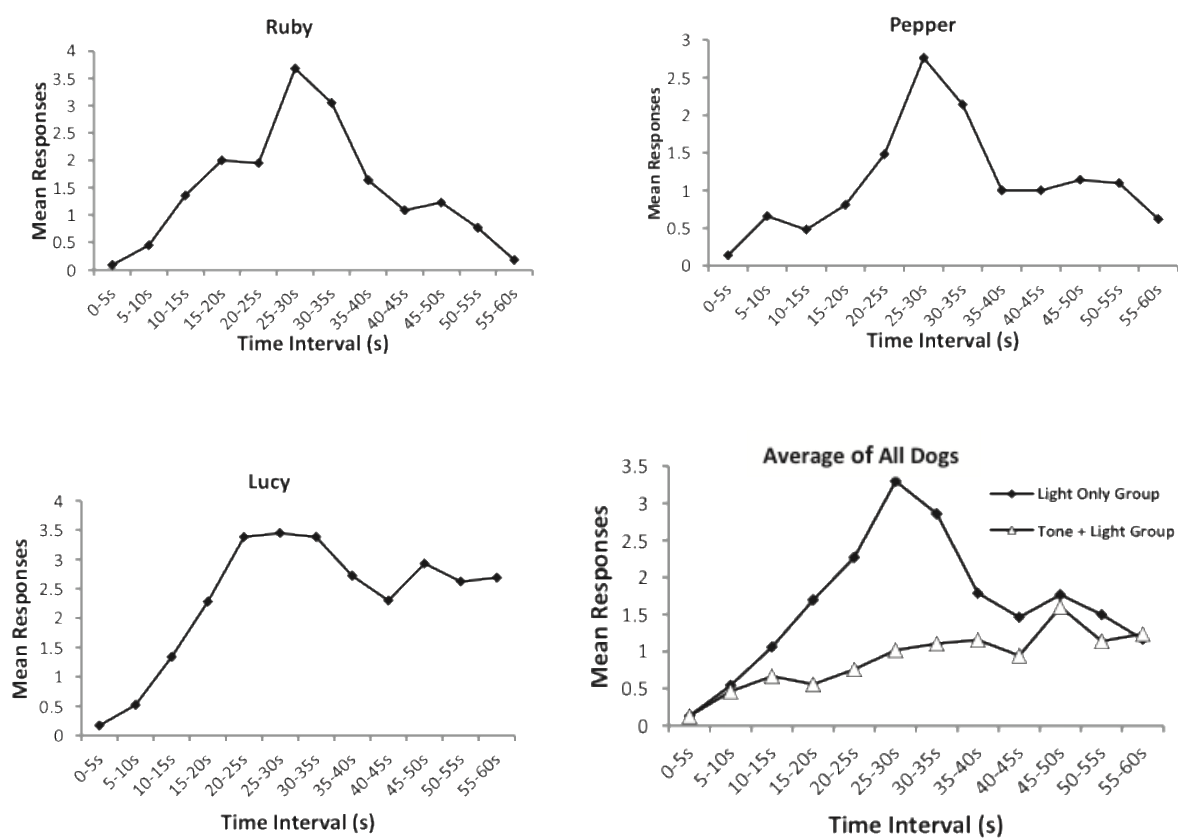 Ruby
Mean Responses
4
3.5
3
2.5
2
1.5
1
0.5
0
0-5s
5-10s
10-15s
15-20s
20-25s
25-30s
30-35s
35-40s
40-45s
45-50s
50-55s
55-60s
Time Interval (s)
Pepper
Mean Responses
3
2.5
2
1.5
1
0.5
0
0-5s
5-10s
10-15s
15-20s
20-25s
25-30s
30-35s
35-40s
40-45s
45-50s
50-55s
55-60s
Time Interval (s)
Lucy
Mean Responses
4
3.5
3
2.5
2
1.5
1
0.5
0
0-5s
5-10s
10-15s
15-20s
20-25s
25-30s
30-35s
35-40s
40-45s
45-50s
50-55s
55-60s
Time Interval (s)
Average of All Dogs
Mean Responses
3.5
3
2.5
2
1.5
1
0.5
0
Light Only Group
Tone + Light Group
0-5s
5-10s
10-15s
15-20s
20-25s
25-30s
30-35s
35-40s
40-45s
45-50s
50-55s
55-60s
Time Interval (s)